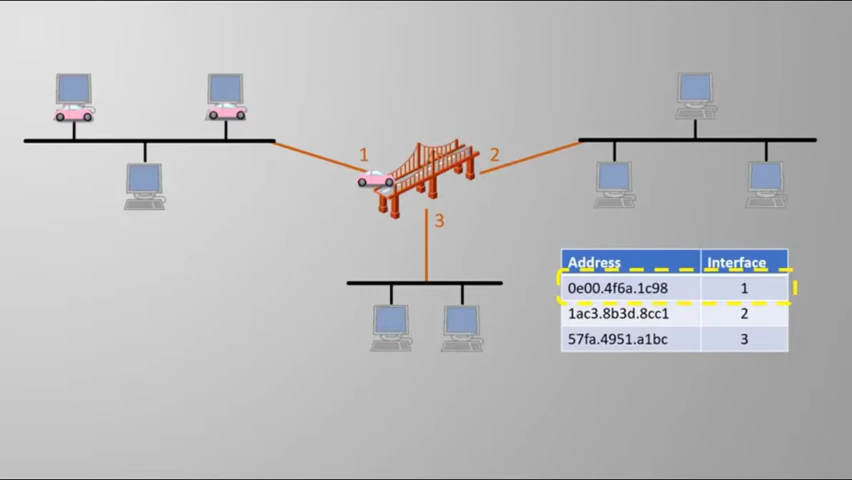 1
2
3
Address Interface
0e00.4f6a.1c98 1
1ac3.8b3d.8cc1 2
57fa.4951.a1bc 3